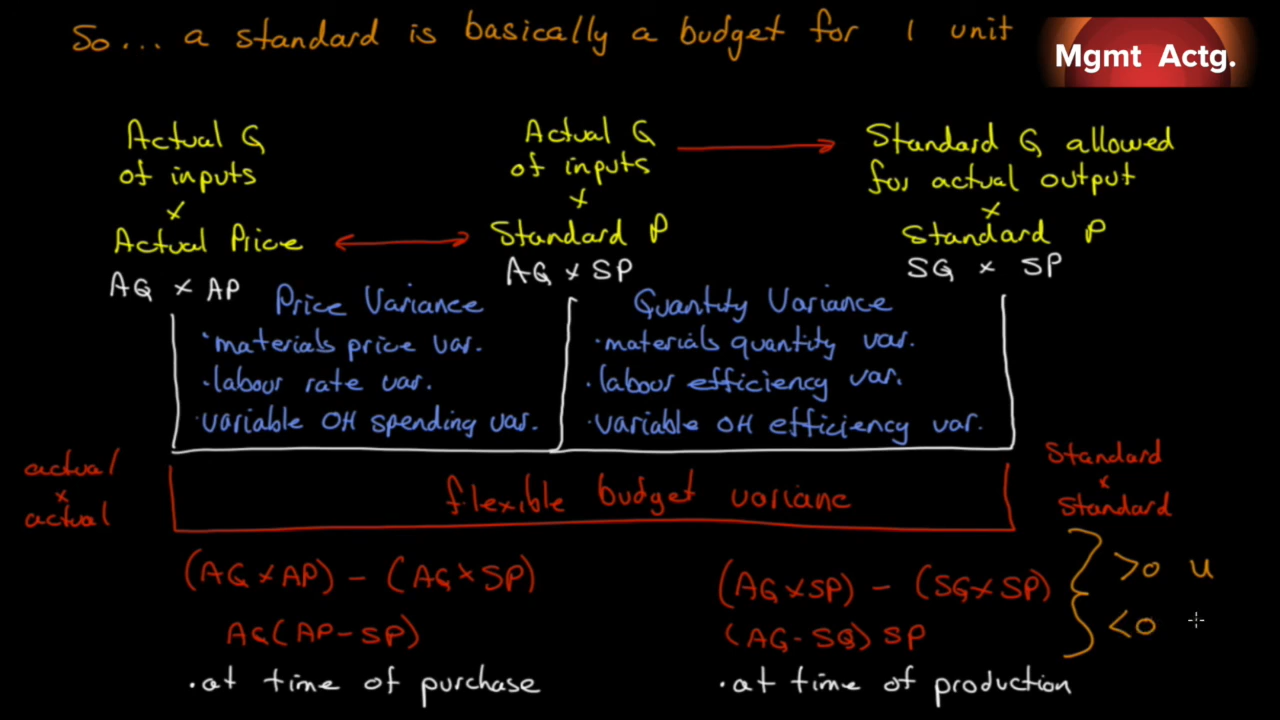 So... a standard is basically a budget for 1 unit
Mgmt Actg.
Actual Q
of inputs
x
Actual Price
AQ x AP
Actual Q
of inputs
x
Standard P
AQ x SP
Standard Q allowed
for actual output
x
Standard P
SQ x SP
Price Variance
·materials price var.
·labour rate var.
·variable OH spending var.
Quantity Variance
·materials quantity var.
·labour efficiency var.
·variable OH efficiency var.
actual
x
actual
flexible budget varianc
Standard
x
Standard
(AQ x AP) - (AQ x SP)
AQ(AP-SP)
·at time of purchase
(AQ x SP) - (SQ x SP)
(AQ-SQ) SP
·at time of production
>0 U
<0